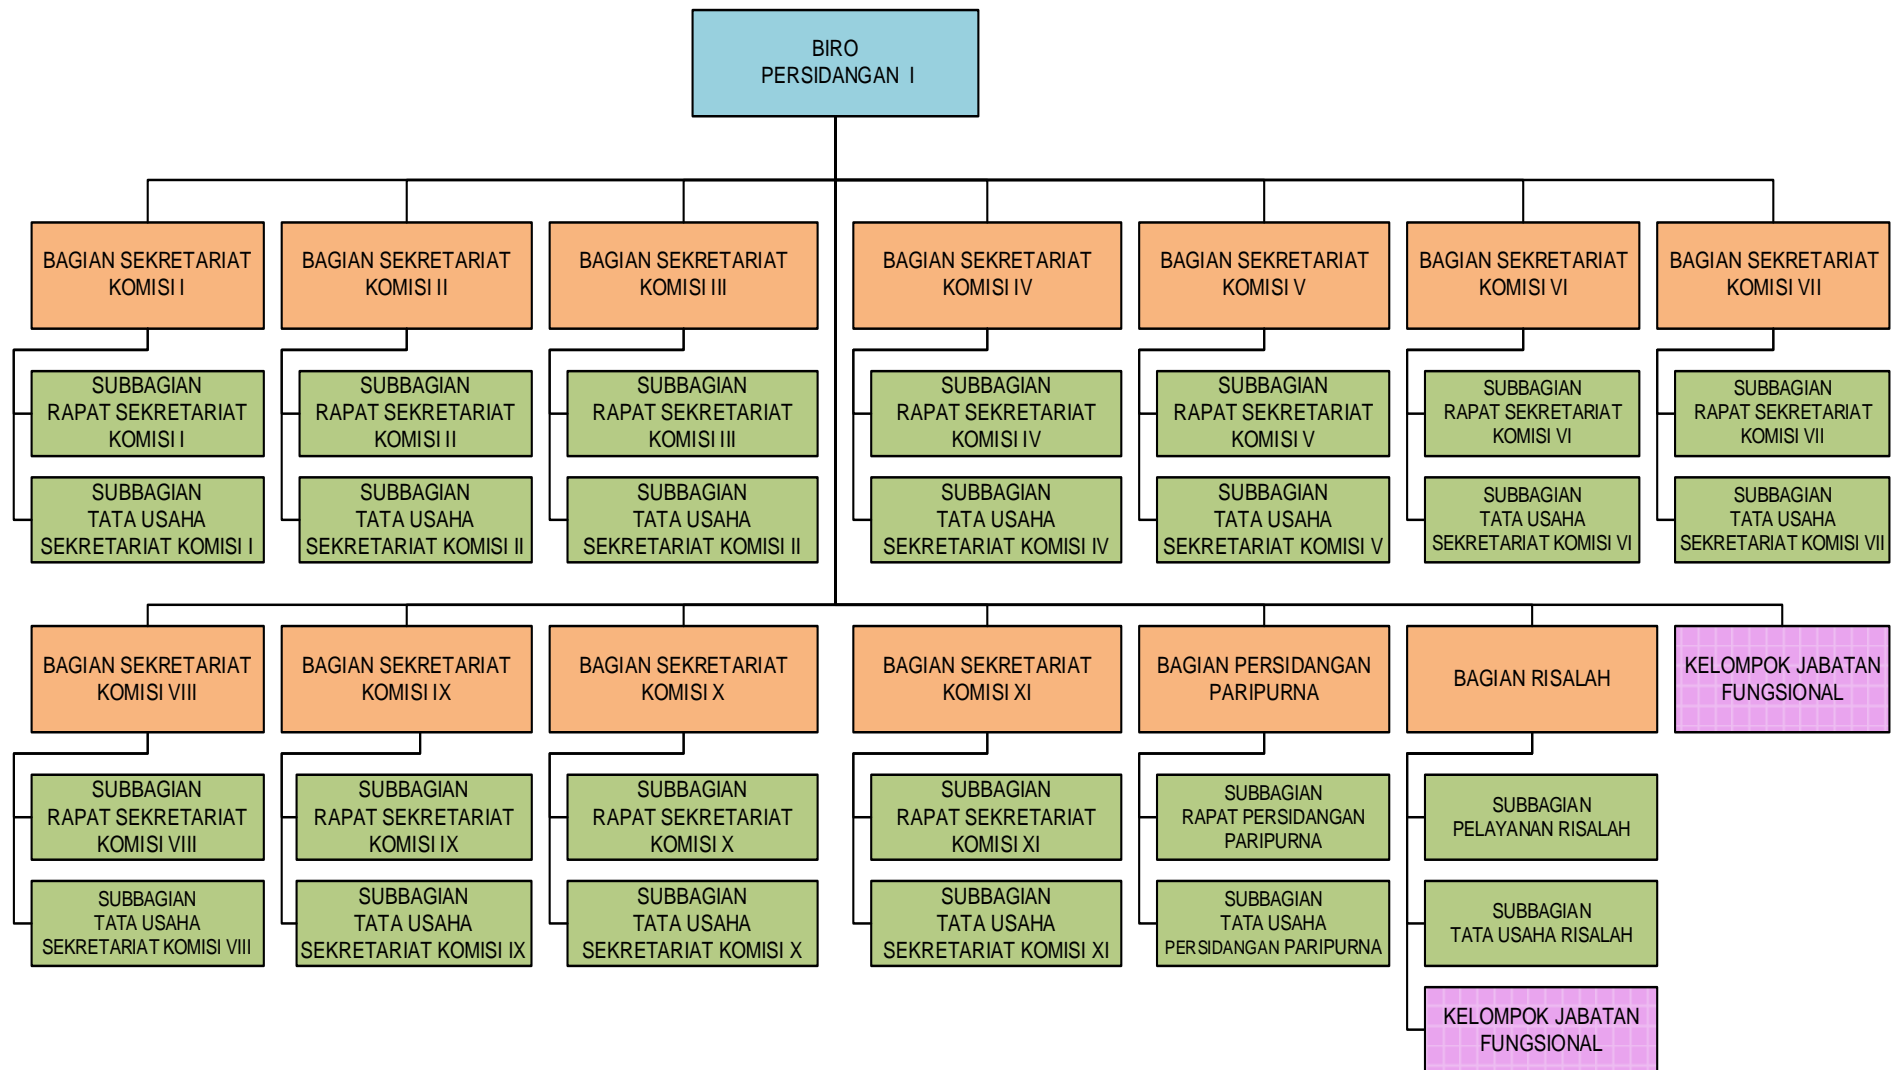 BIRO
PERSIDANGAN I
BAGIAN SEKRETARIAT
KOMISI I
BAGIAN SEKRETARIAT
KOMISI II
BAGIAN SEKRETARIAT
KOMISI III
BAGIAN SEKRETARIAT
KOMISI IV
BAGIAN SEKRETARIAT
KOMISI V
BAGIAN SEKRETARIAT
KOMISI VI
BAGIAN SEKRETARIAT
KOMISI VII
SUBBAGIAN
RAPAT SEKRETARIAT
KOMISI I
SUBBAGIAN
RAPAT SEKRETARIAT
KOMISI II
SUBBAGIAN
RAPAT SEKRETARIAT
KOMISI III
SUBBAGIAN
RAPAT SEKRETARIAT
KOMISI IV
SUBBAGIAN
RAPAT SEKRETARIAT
KOMISI V
SUBBAGIAN
RAPAT SEKRETARIAT
KOMISI VI
SUBBAGIAN
RAPAT SEKRETARIAT
KOMISI VII
SUBBAGIAN
TATA USAHA
SEKRETARIAT KOMISI I
SUBBAGIAN
TATA USAHA
SEKRETARIAT KOMISI II
SUBBAGIAN
TATA USAHA
SEKRETARIAT KOMISI II
SUBBAGIAN
TATA USAHA
SEKRETARIAT KOMISI IV
SUBBAGIAN
TATA USAHA
SEKRETARIAT KOMISI V
SUBBAGIAN
TATA USAHA
SEKRETARIAT KOMISI VI
SUBBAGIAN
TATA USAHA
SEKRETARIAT KOMISI VII
BAGIAN SEKRETARIAT
KOMISI VIII
BAGIAN SEKRETARIAT
KOMISI IX
BAGIAN SEKRETARIAT
KOMISI X
BAGIAN SEKRETARIAT
KOMISI XI
BAGIAN PERSIDANGAN
PARIPURNA
BAGIAN RISALAH
KELOMPOK JABATAN
FUNGSIONAL
SUBBAGIAN
RAPAT SEKRETARIAT
KOMISI VIII
SUBBAGIAN
RAPAT SEKRETARIAT
KOMISI IX
SUBBAGIAN
RAPAT SEKRETARIAT
KOMISI X
SUBBAGIAN
RAPAT SEKRETARIAT
KOMISI XI
SUBBAGIAN
RAPAT PERSIDANGAN
PARIPURNA
SUBBAGIAN
PELAYANAN RISALAH
SUBBAGIAN
TATA USAHA
SEKRETARIAT KOMISI VIII
SUBBAGIAN
TATA USAHA
SEKRETARIAT KOMISI IX
SUBBAGIAN
TATA USAHA
SEKRETARIAT KOMISI X
SUBBAGIAN
TATA USAHA
SEKRETARIAT KOMISI XI
SUBBAGIAN
TATA USAHA
PERSIDANGAN PARIPURNA
SUBBAGIAN
TATA USAHA RISALAH
KELOMPOK JABATAN
FUNGSIONAL